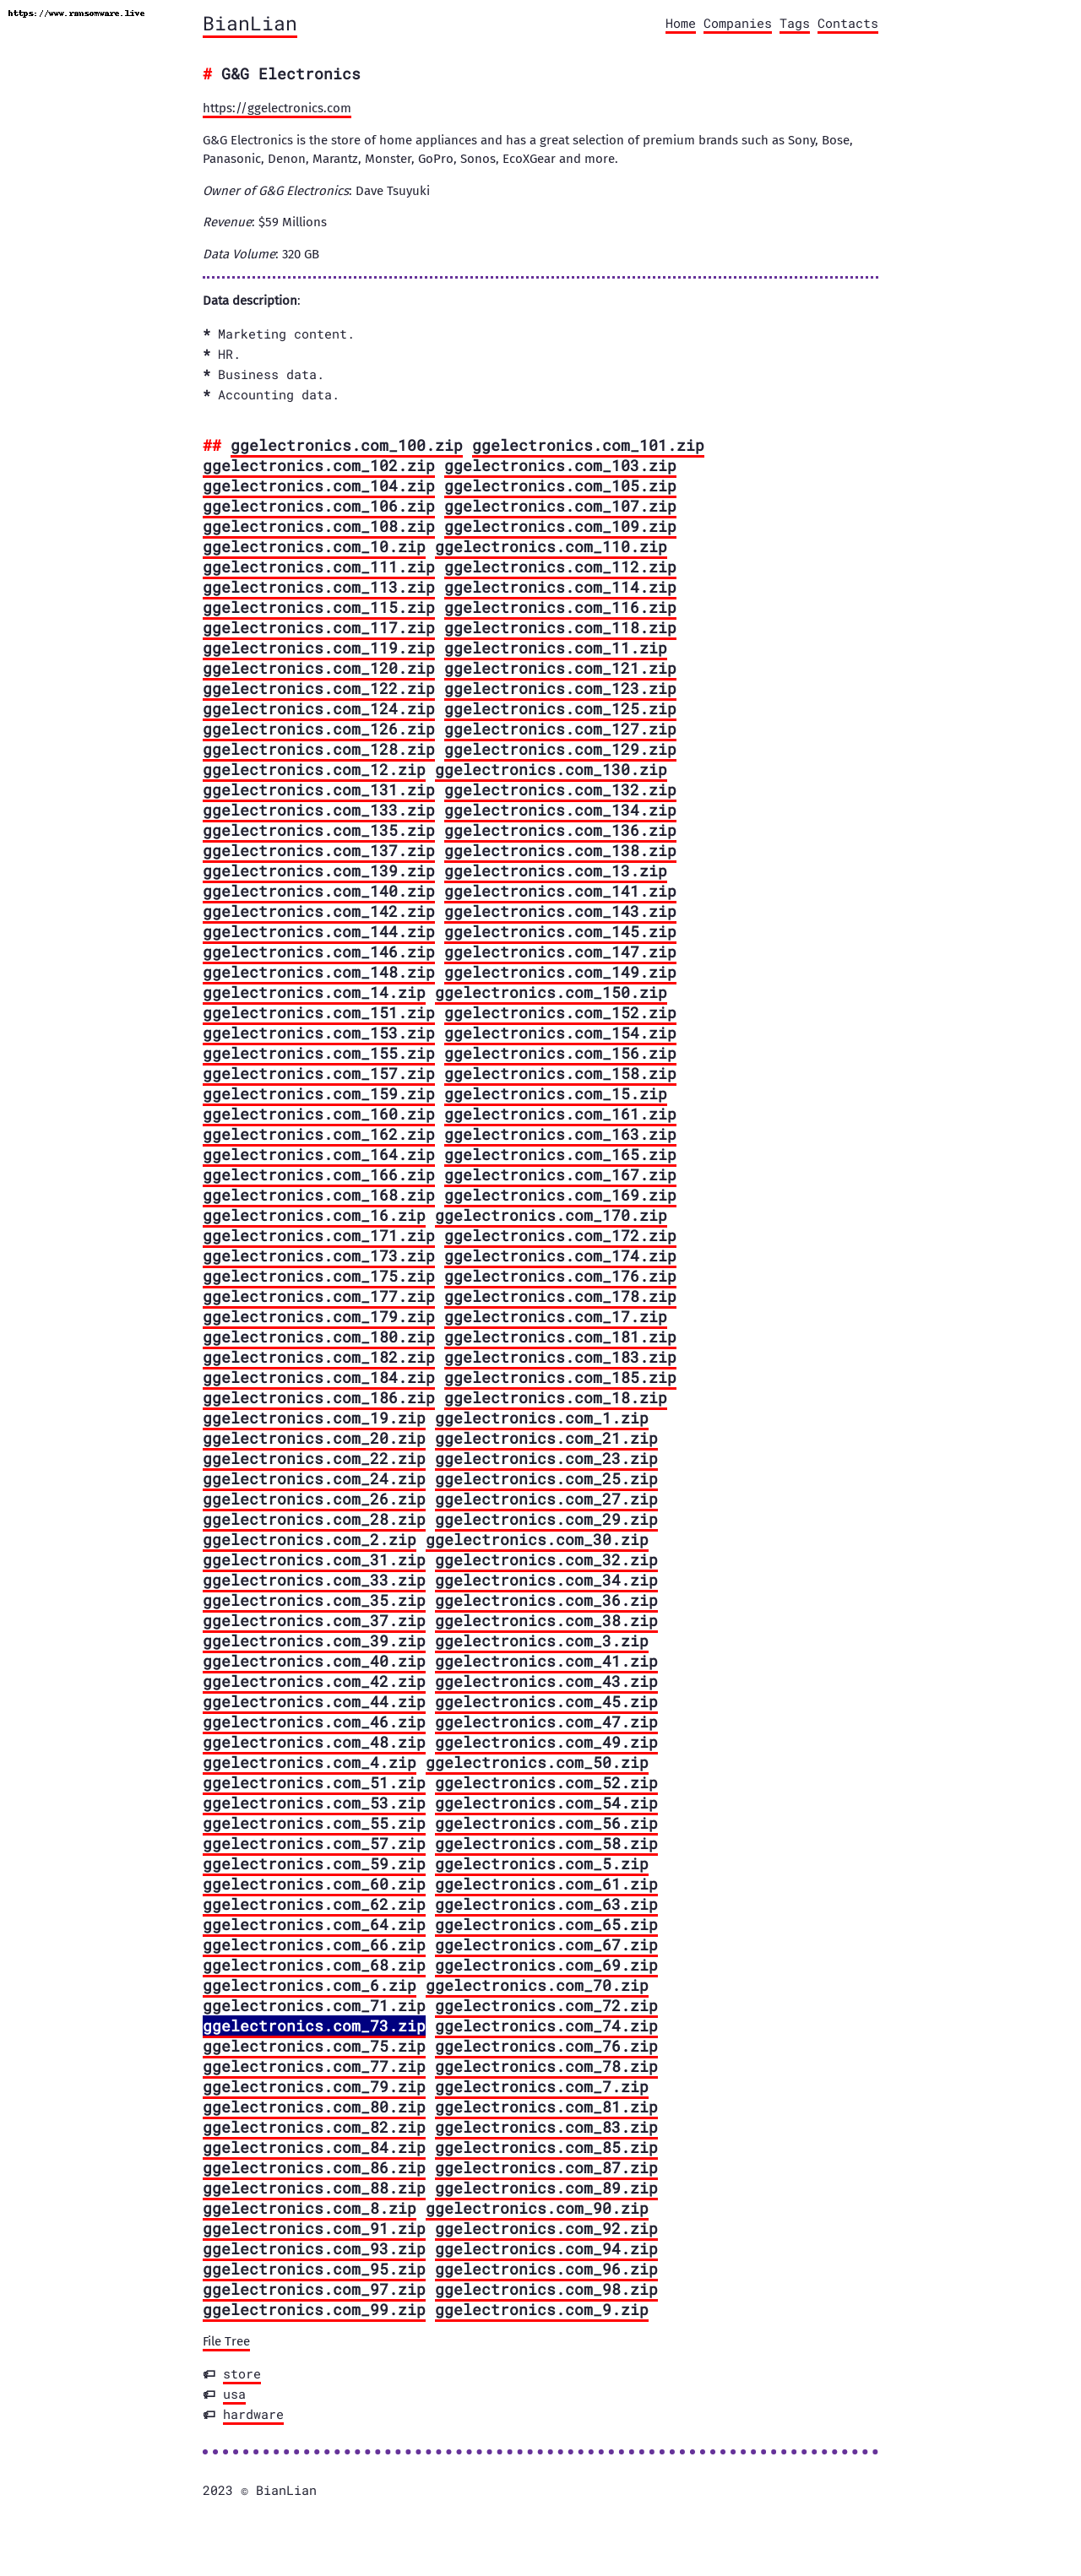 https://www.ransomware.live
BianLian Home Companies Tags Contacts
# G&G Electronics
https://ggelectronics.com
G&G Electronics is the store of home appliances and has a great selection of premium brands such as Sony, Bose,
Panasonic, Denon, Marantz, Monster, GoPro, Sonos, EcoXGear and more.
Owner of G&G Electronics: Dave Tsuyuki
Revenue: $59 Millions
Data Volume: 320 GB
Data description:
* Marketing content.
* HR.
* Business data.
* Accounting data.
## ggelectronics.com_100.zip ggelectronics.com_101.zip
ggelectronics.com_102.zip ggelectronics.com_103.zip
ggelectronics.com_104.zip ggelectronics.com_105.zip
ggelectronics.com_106.zip ggelectronics.com_107.zip
ggelectronics.com_108.zip ggelectronics.com_109.zip
ggelectronics.com_10.zip ggelectronics.com_110.zip
ggelectronics.com_111.zip ggelectronics.com_112.zip
ggelectronics.com_113.zip ggelectronics.com_114.zip
ggelectronics.com_115.zip ggelectronics.com_116.zip
ggelectronics.com_117.zip ggelectronics.com_118.zip
ggelectronics.com_119.zip ggelectronics.com_11.zip
ggelectronics.com_120.zip ggelectronics.com_121.zip
ggelectronics.com_122.zip ggelectronics.com_123.zip
ggelectronics.com_124.zip ggelectronics.com_125.zip
ggelectronics.com_126.zip ggelectronics.com_127.zip
ggelectronics.com_128.zip ggelectronics.com_129.zip
ggelectronics.com_12.zip ggelectronics.com_130.zip
ggelectronics.com_131.zip ggelectronics.com_132.zip
ggelectronics.com_133.zip ggelectronics.com_134.zip
ggelectronics.com_135.zip ggelectronics.com_136.zip
ggelectronics.com_137.zip ggelectronics.com_138.zip
ggelectronics.com_139.zip ggelectronics.com_13.zip
ggelectronics.com_140.zip ggelectronics.com_141.zip
ggelectronics.com_142.zip ggelectronics.com_143.zip
ggelectronics.com_144.zip ggelectronics.com_145.zip
ggelectronics.com_146.zip ggelectronics.com_147.zip
ggelectronics.com_148.zip ggelectronics.com_149.zip
ggelectronics.com_14.zip ggelectronics.com_150.zip
ggelectronics.com_151.zip ggelectronics.com_152.zip
ggelectronics.com_153.zip ggelectronics.com_154.zip
ggelectronics.com_155.zip ggelectronics.com_156.zip
ggelectronics.com_157.zip ggelectronics.com_158.zip
ggelectronics.com_159.zip ggelectronics.com_15.zip
ggelectronics.com_160.zip ggelectronics.com_161.zip
ggelectronics.com_162.zip ggelectronics.com_163.zip
ggelectronics.com_164.zip ggelectronics.com_165.zip
ggelectronics.com_166.zip ggelectronics.com_167.zip
ggelectronics.com_168.zip ggelectronics.com_169.zip
ggelectronics.com_16.zip ggelectronics.com_170.zip
ggelectronics.com_171.zip ggelectronics.com_172.zip
ggelectronics.com_173.zip ggelectronics.com_174.zip
ggelectronics.com_175.zip ggelectronics.com_176.zip
ggelectronics.com_177.zip ggelectronics.com_178.zip
ggelectronics.com_179.zip ggelectronics.com_17.zip
ggelectronics.com_180.zip ggelectronics.com_181.zip
ggelectronics.com_182.zip ggelectronics.com_183.zip
ggelectronics.com_184.zip ggelectronics.com_185.zip
ggelectronics.com_186.zip ggelectronics.com_18.zip
ggelectronics.com_19.zip ggelectronics.com_1.zip
ggelectronics.com_20.zip ggelectronics.com_21.zip
ggelectronics.com_22.zip ggelectronics.com_23.zip
ggelectronics.com_24.zip ggelectronics.com_25.zip
ggelectronics.com_26.zip ggelectronics.com_27.zip
ggelectronics.com_28.zip ggelectronics.com_29.zip
ggelectronics.com_2.zip ggelectronics.com_30.zip
ggelectronics.com_31.zip ggelectronics.com_32.zip
ggelectronics.com_33.zip ggelectronics.com_34.zip
ggelectronics.com_35.zip ggelectronics.com_36.zip
ggelectronics.com_37.zip ggelectronics.com_38.zip
ggelectronics.com_39.zip ggelectronics.com_3.zip
ggelectronics.com_40.zip ggelectronics.com_41.zip
ggelectronics.com_42.zip ggelectronics.com_43.zip
ggelectronics.com_44.zip ggelectronics.com_45.zip
ggelectronics.com_46.zip ggelectronics.com_47.zip
ggelectronics.com_48.zip ggelectronics.com_49.zip
ggelectronics.com_4.zip ggelectronics.com_50.zip
ggelectronics.com_51.zip ggelectronics.com_52.zip
ggelectronics.com_53.zip ggelectronics.com_54.zip
ggelectronics.com_55.zip ggelectronics.com_56.zip
ggelectronics.com_57.zip ggelectronics.com_58.zip
ggelectronics.com_59.zip ggelectronics.com_5.zip
ggelectronics.com_60.zip ggelectronics.com_61.zip
ggelectronics.com_62.zip ggelectronics.com_63.zip
ggelectronics.com_64.zip ggelectronics.com_65.zip
ggelectronics.com_66.zip ggelectronics.com_67.zip
ggelectronics.com_68.zip ggelectronics.com_69.zip
ggelectronics.com_6.zip ggelectronics.com_70.zip
ggelectronics.com_71.zip ggelectronics.com_72.zip
ggelectronics.com_73.zip ggelectronics.com_74.zip
ggelectronics.com_75.zip ggelectronics.com_76.zip
ggelectronics.com_77.zip ggelectronics.com_78.zip
ggelectronics.com_79.zip ggelectronics.com_7.zip
ggelectronics.com_80.zip ggelectronics.com_81.zip
ggelectronics.com_82.zip ggelectronics.com_83.zip
ggelectronics.com_84.zip ggelectronics.com_85.zip
ggelectronics.com_86.zip ggelectronics.com_87.zip
ggelectronics.com_88.zip ggelectronics.com_89.zip
ggelectronics.com_8.zip ggelectronics.com_90.zip
ggelectronics.com_91.zip ggelectronics.com_92.zip
ggelectronics.com_93.zip ggelectronics.com_94.zip
ggelectronics.com_95.zip ggelectronics.com_96.zip
ggelectronics.com_97.zip ggelectronics.com_98.zip
ggelectronics.com_99.zip ggelectronics.com_9.zip
File Tree
store
usa
hardware
2023 © BianLian